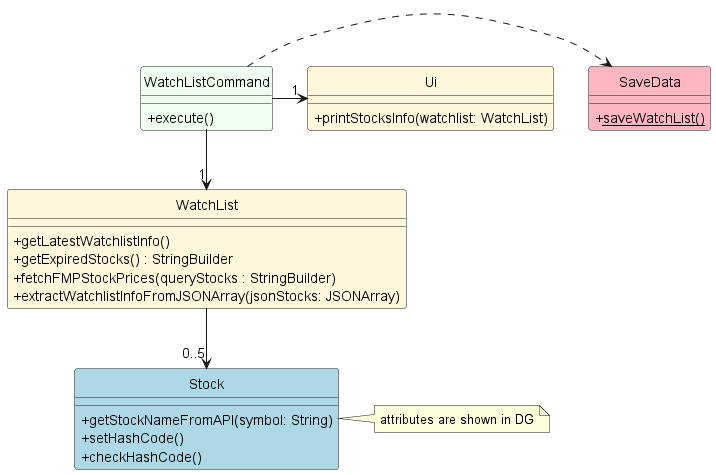 WatchListCommand
+execute()
1
Ui
+printStocksInfo(watchlist: WatchList)
SaveData
+saveWatchList()
1
WatchList
+getLatestWatchlistInfo()
+getExpiredStocks() : StringBuilder
+fetchFMPStockPrices(queryStocks : StringBuilder)
+extractWatchlistInfoFromJSONArray(jsonStocks: JSONArray)
0..5
Stock
+getStockNameFromAPI(symbol: String)
+setHashCode()
+checkHashCode()
attributes are shown in DG